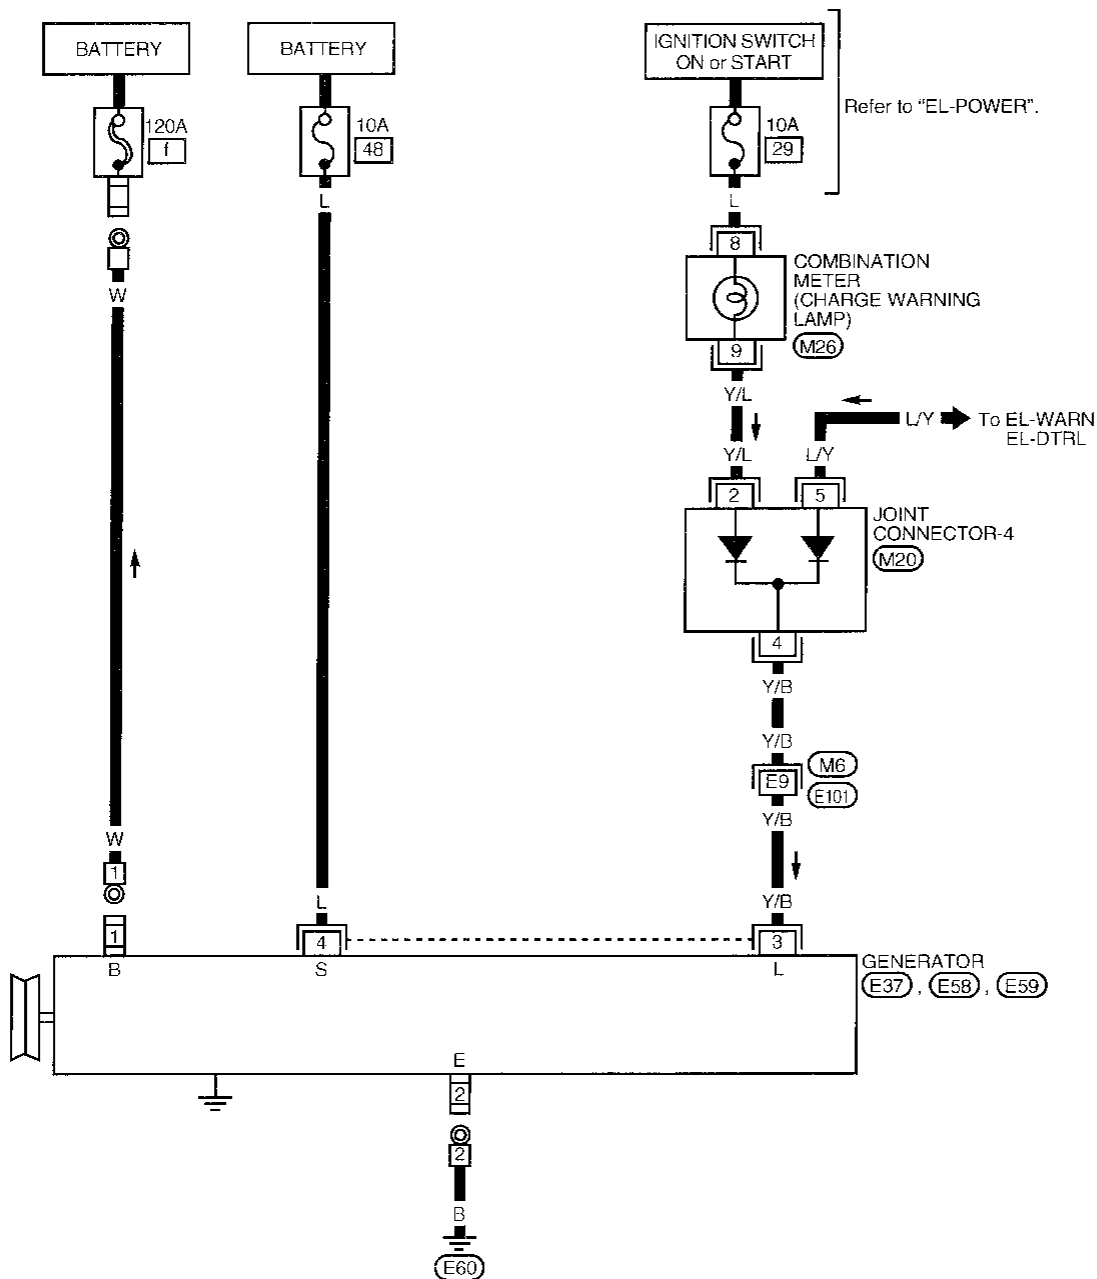 BATTERY
BATTERY
IGNITION SWITCH
ON or START
Refer to "EL-POWER".
120A
f
10A
48
10A
29
L
L
8
COMBINATION
METER
(CHARGE WARNING
LAMP)
M26
W
9
Y/L
L/Y
To EL-WARN
EL-DTRL
Y/L
L/Y
2
5
JOINT
CONNECTOR-4
M20
4
Y/B
Y/B
M6
E9
E101
Y/B
W
1
L
Y/B
1
4
3
B
S
L
GENERATOR
E37 , E58 , E59
E
2
2
B
E60